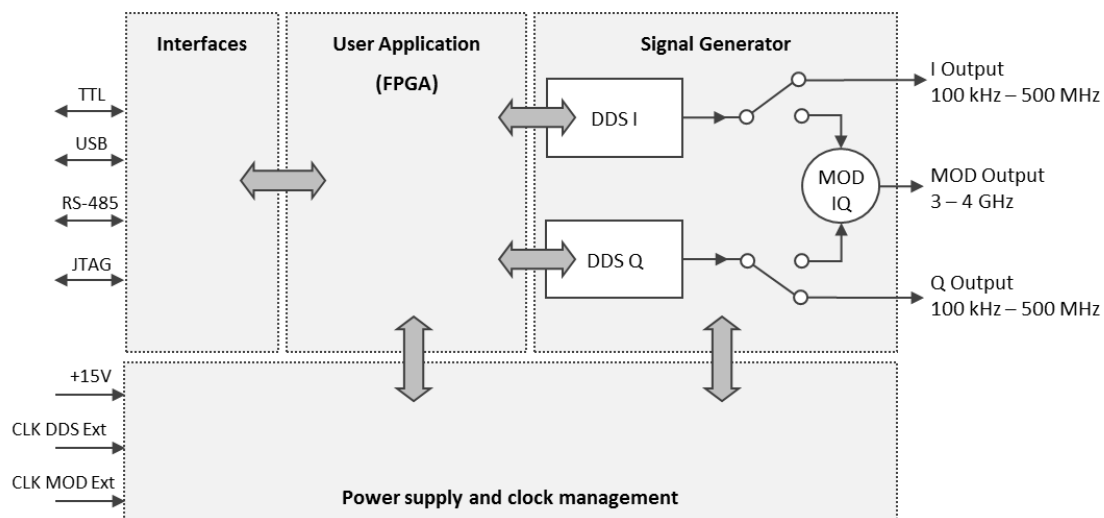 Interfaces
User Application
(FPGA)
Signal Generator
TTL
USB
RS-485
JTAG
DDS I
DDS Q
MOD
IQ
I Output
100 kHz – 500 MHz
MOD Output
3 – 4 GHz
Q Output
100 kHz – 500 MHz
+15V
CLK DDS Ext
CLK MOD Ext
Power supply and clock management